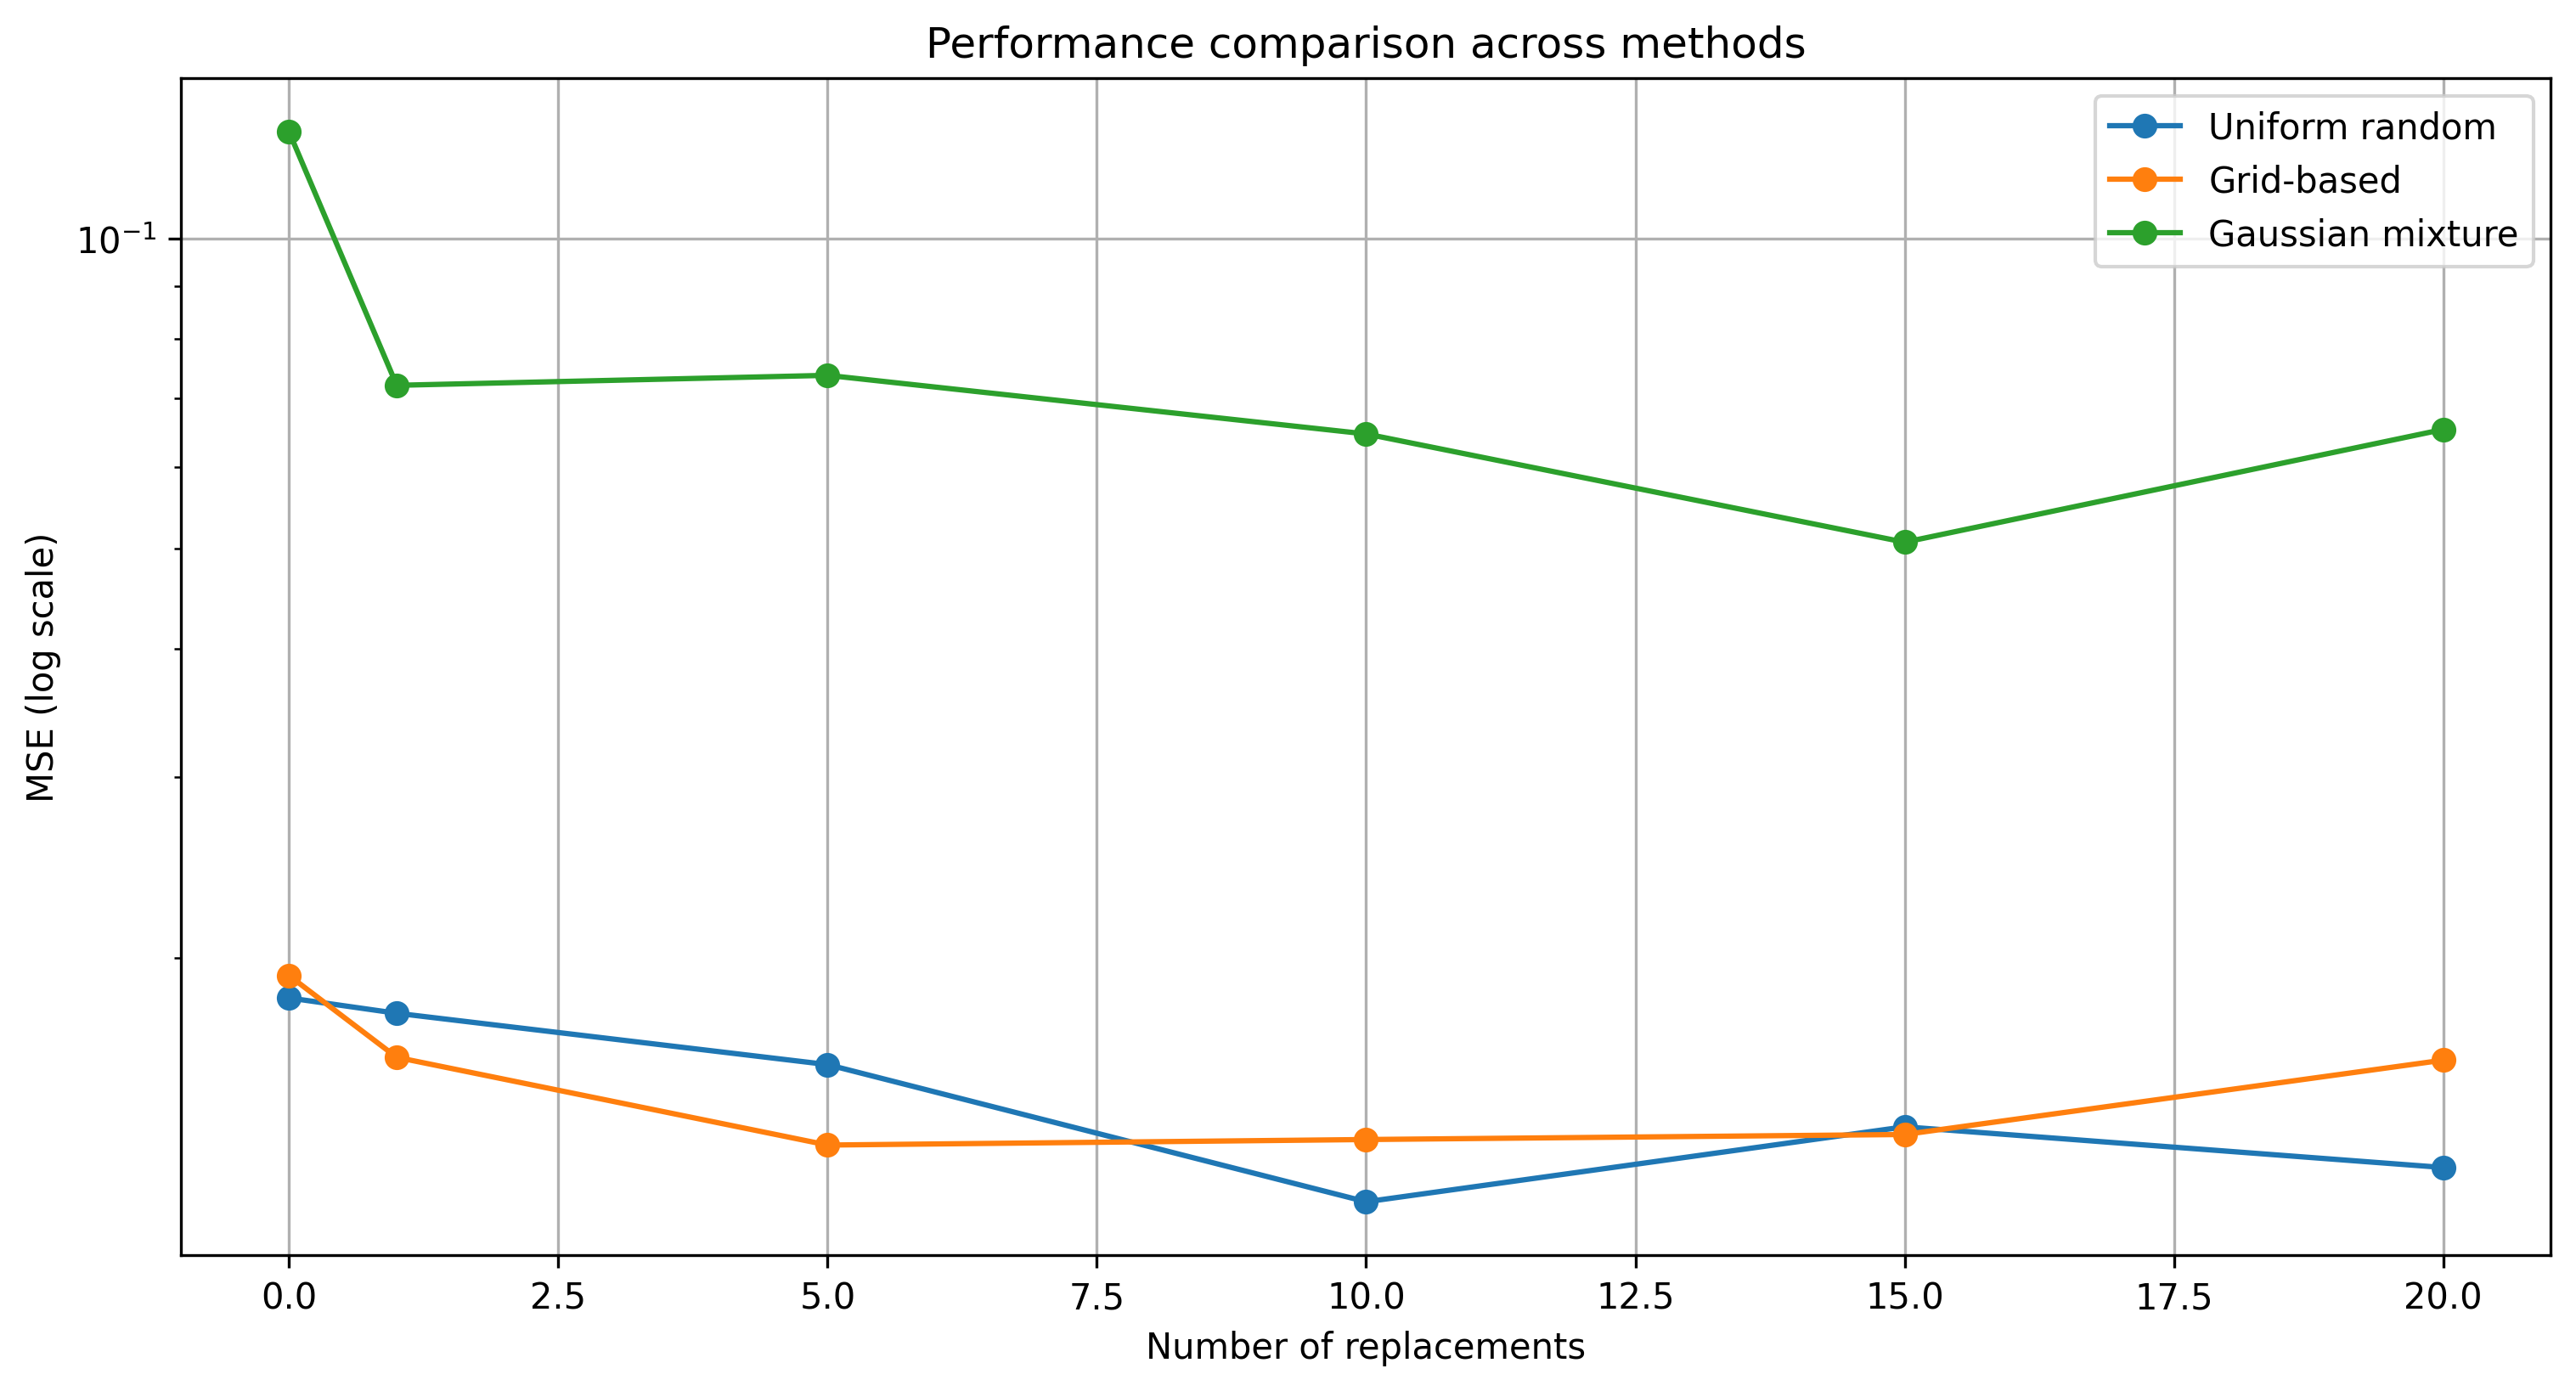 Performance comparison across methods
Uniform random
Grid-based
Gaussian mixture
10⁻¹
MSE (log scale)
0.0 2.5 5.0 7.5 10.0 12.5 15.0 17.5 20.0
Number of replacements